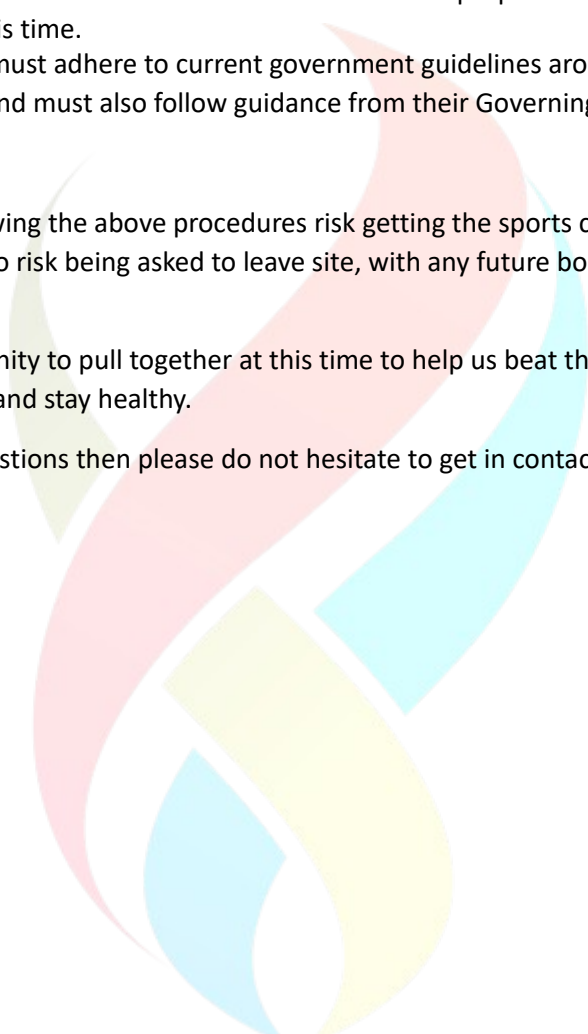 is time.
must adhere to current government guidelines aro
nd must also follow guidance from their Governing
ving the above procedures risk getting the sports c
o risk being asked to leave site, with any future bo
nity to pull together at this time to help us beat th
and stay healthy.
stions then please do not hesitate to get in contac